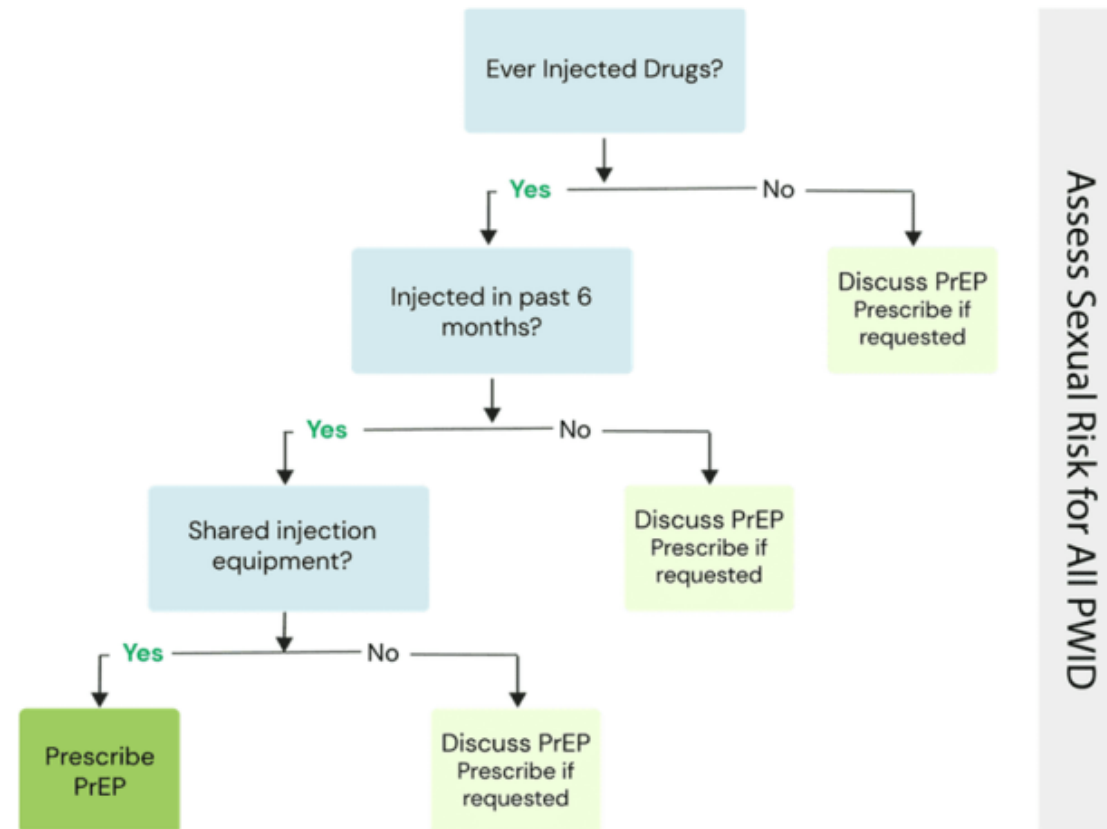 Ever Injected Drugs?
Yes
No
Injected in past 6
months?
Discuss PrEP
Prescribe if
requested
Yes
No
Shared injection
equipment?
Discuss PrEP
Prescribe if
requested
Yes
No
Prescribe
PrEP
Discuss PrEP
Prescribe if
requested
Assess Sexual Risk for All PWID